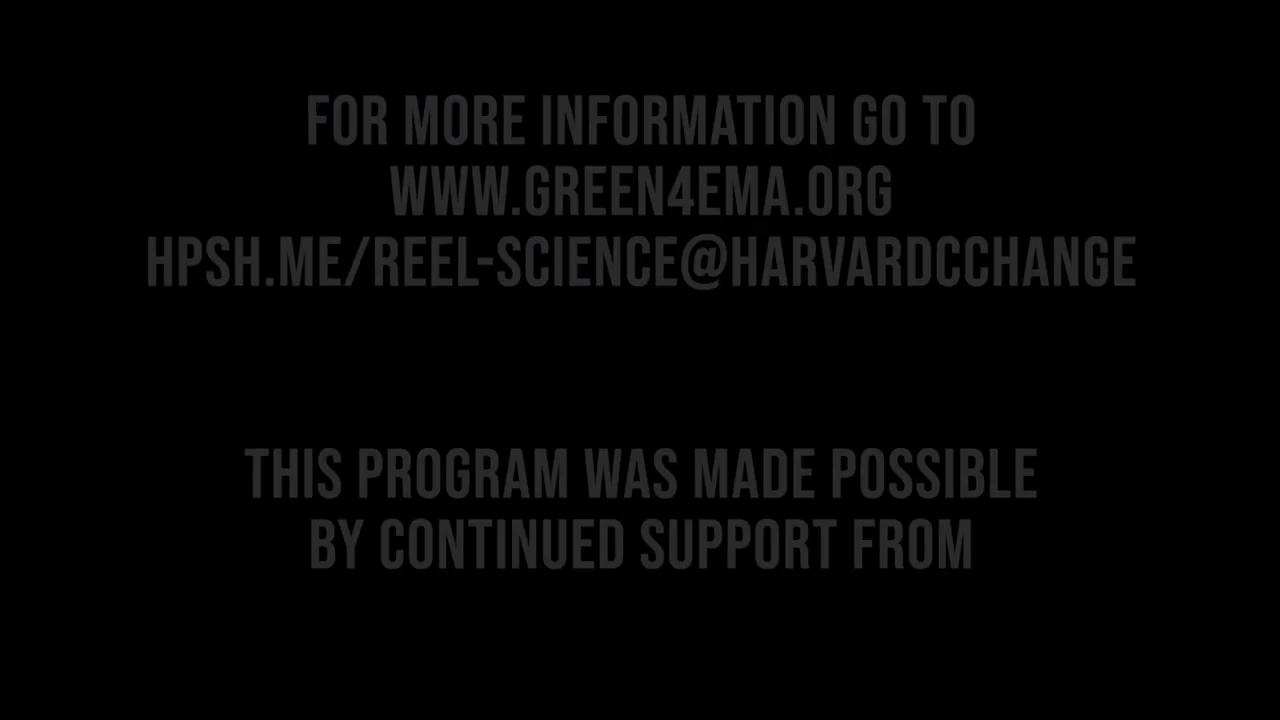 FOR MORE INFORMATION GO TO
WWW.GREEN4EMA.ORG
HPSH.ME/REEL-SCIENCE@HARVARDCCHANGE
THIS PROGRAM WAS MADE POSSIBLE
BY CONTINUED SUPPORT FROM